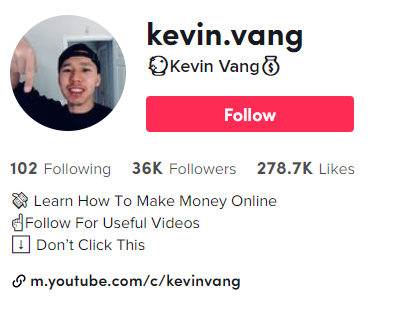 kevin.vang
Kevin Vang💰
Follow
102 Following 36K Followers 278.7K Likes
💸 Learn How To Make Money Online
☝Follow For Useful Videos
⬇ Don’t Click This
m.youtube.com/c/kevinvang